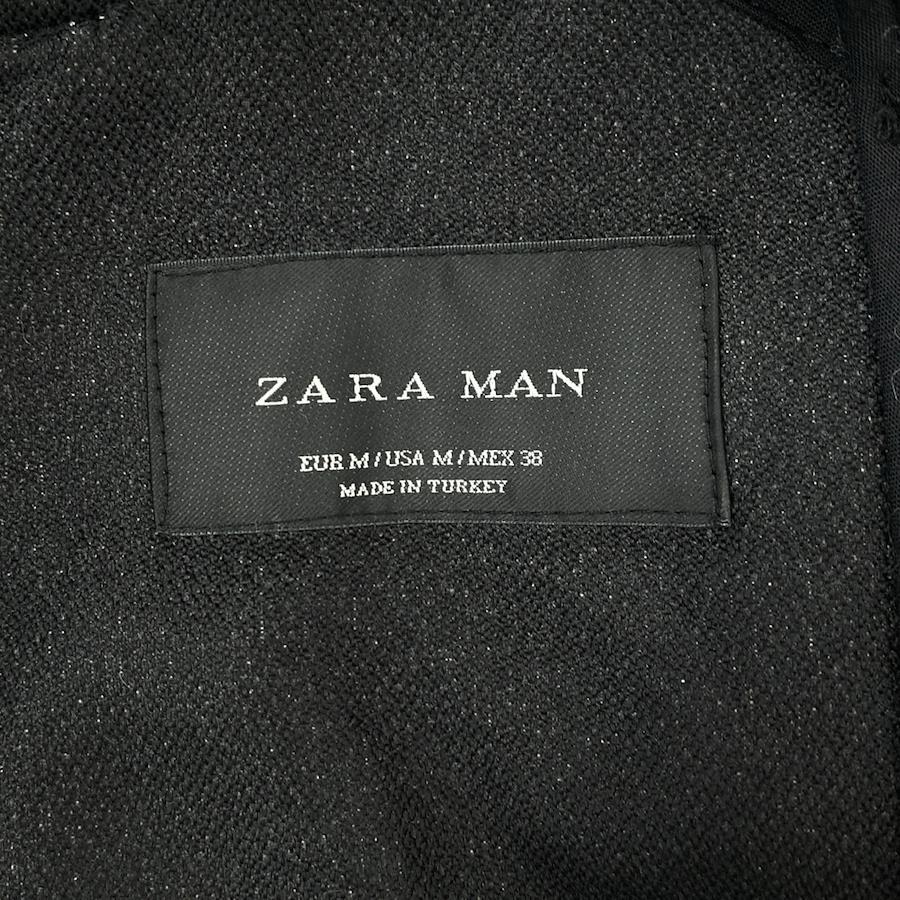 ZARA MAN
EUR M / USA M / MEX 38
MADE IN TURKEY